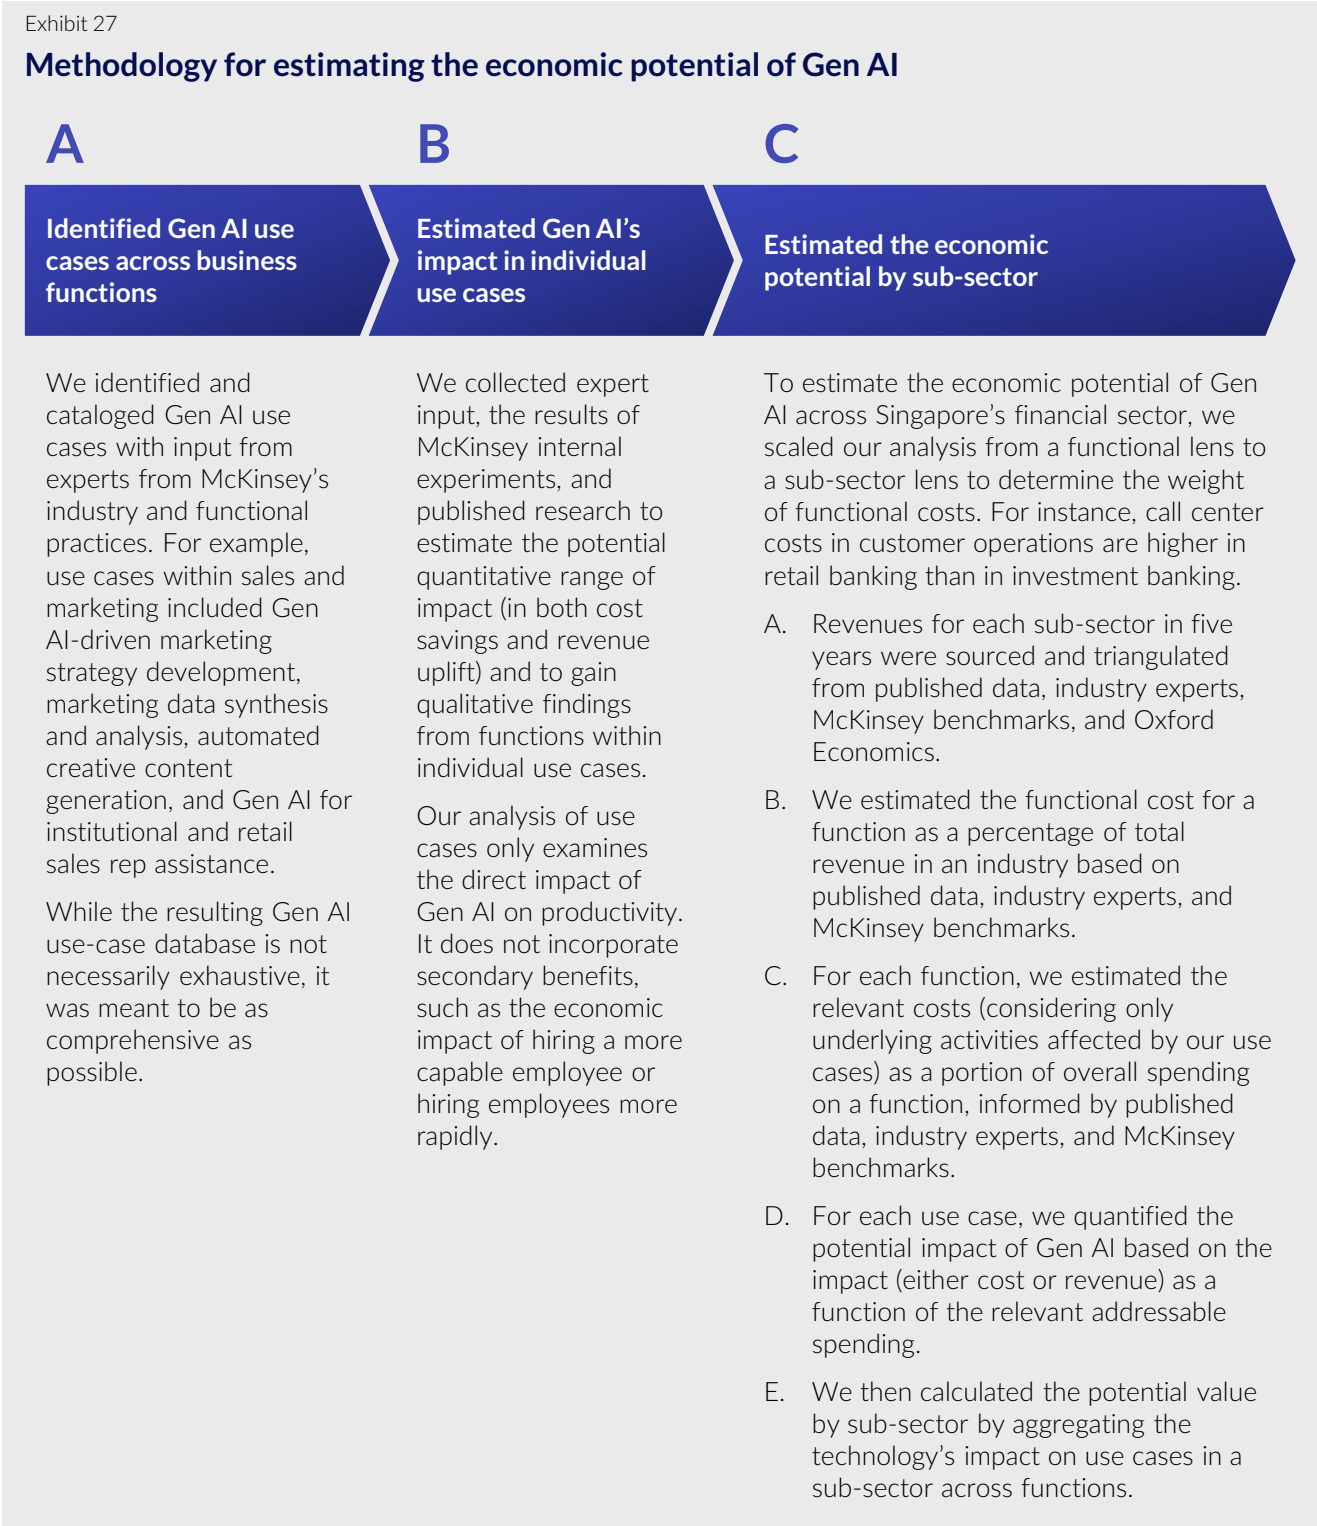 Exhibit 27
Methodology for estimating the economic potential of Gen AI
A
Identified Gen AI use
cases across business
functions
We identified and
cataloged Gen AI use
cases with input from
experts from McKinsey's
industry and functional
practices. For example,
use cases within sales and
marketing included Gen
AI-driven marketing
strategy development,
marketing data synthesis
and analysis, automated
creative content
generation, and Gen AI for
institutional and retail
sales rep assistance.
While the resulting Gen AI
use-case database is not
necessarily exhaustive, it
was meant to be as
comprehensive as
possible.
B
Estimated Gen AI's
impact in individual
use cases
We collected expert
input, the results of
McKinsey internal
experiments, and
published research to
estimate the potential
quantitative range of
impact (in both cost
savings and revenue
uplift) and to gain
qualitative findings
from functions within
individual use cases.
Our analysis of use
cases only examines
the direct impact of
Gen AI on productivity.
It does not incorporate
secondary benefits,
such as the economic
impact of hiring a more
capable employee or
hiring employees more
rapidly.
C
Estimated the economic
potential by sub-sector
To estimate the economic potential of Gen
AI across Singapore's financial sector, we
scaled our analysis from a functional lens to
a sub-sector lens to determine the weight
of functional costs. For instance, call center
costs in customer operations are higher in
retail banking than in investment banking.
A. Revenues for each sub-sector in five
years were sourced and triangulated
from published data, industry experts,
McKinsey benchmarks, and Oxford
Economics.
B. We estimated the functional cost for a
function as a percentage of total
revenue in an industry based on
published data, industry experts, and
McKinsey benchmarks.
C. For each function, we estimated the
relevant costs (considering only
underlying activities affected by our use
cases) as a portion of overall spending
on a function, informed by published
data, industry experts, and McKinsey
benchmarks.
D. For each use case, we quantified the
potential impact of Gen AI based on the
impact (either cost or revenue) as a
function of the relevant addressable
spending.
E. We then calculated the potential value
by sub-sector by aggregating the
technology's impact on use cases in a
sub-sector across functions.